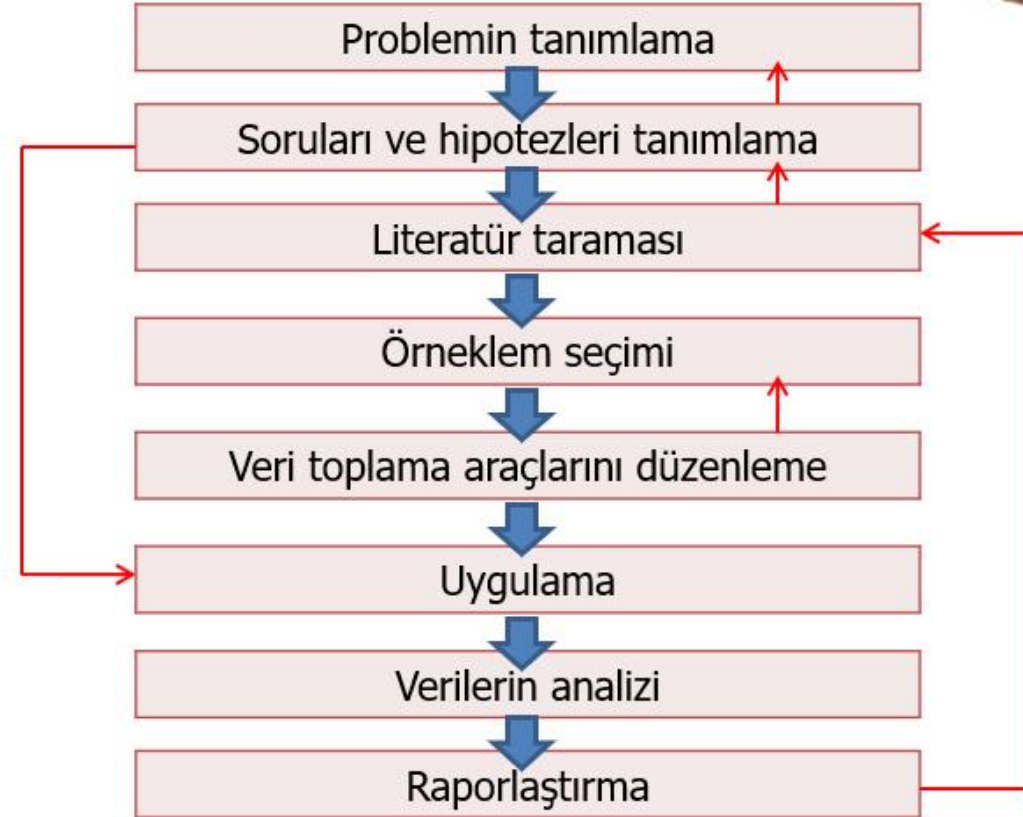 Problemin tanımlama
Soruları ve hipotezleri tanımlama
Literatür taraması
Örneklem seçimi
Veri toplama araçlarını düzenleme
Uygulama
Verilerin analizi
Raporlaştırma